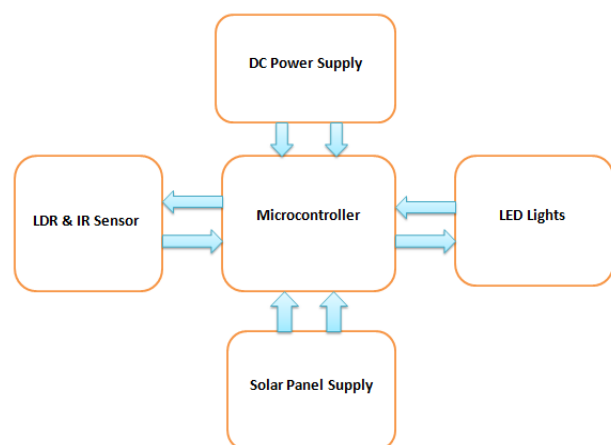 DC Power Supply
LDR & IR Sensor
Microcontroller
LED Lights
Solar Panel Supply